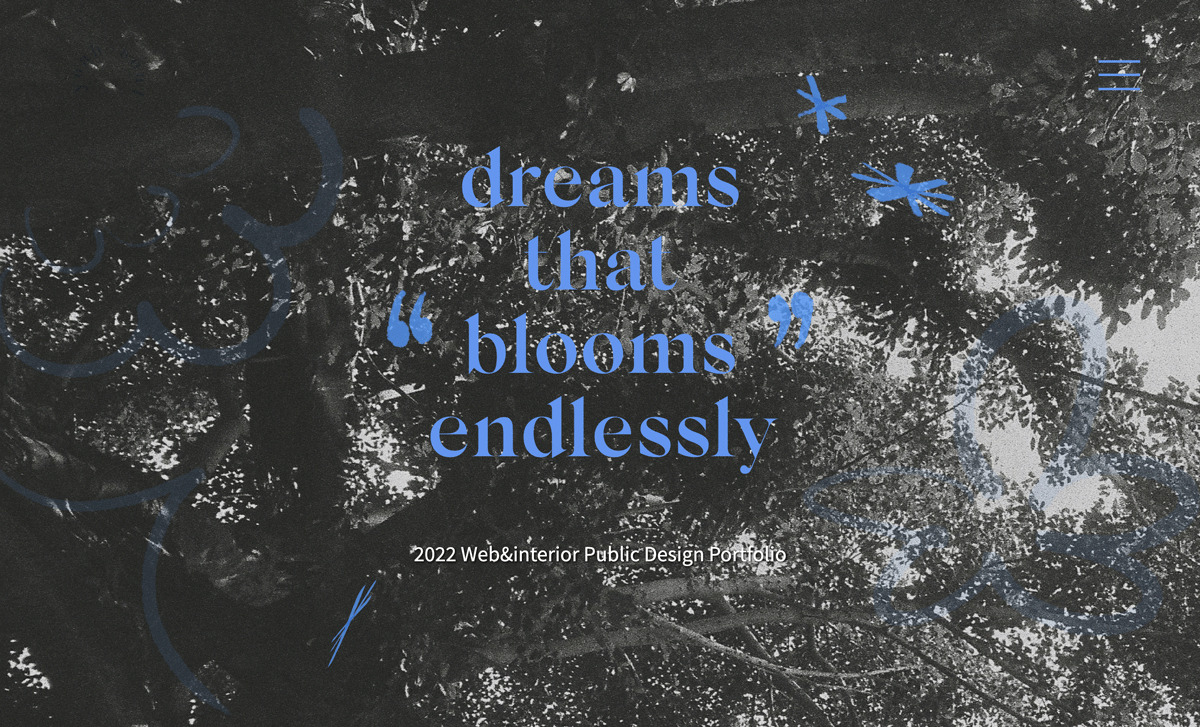 dreams
that
“ blooms ”
endlessly
2022 Web&interior Public Design Portfolio